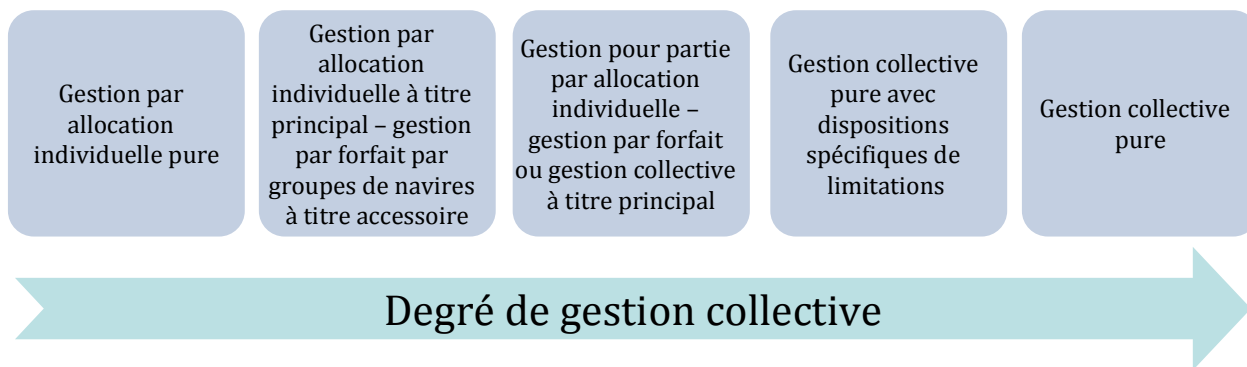 Gestion par
allocation
individuelle pure
Gestion par
allocation
individuelle à titre
principal – gestion
par forfait par
groupes de navires
à titre accessoire
Gestion pour partie
par allocation
individuelle –
gestion par forfait
ou gestion collective
à titre principal
Gestion collective
pure avec
dispositions
spécifiques de
limitations
Gestion collective
pure
Degré de gestion collective